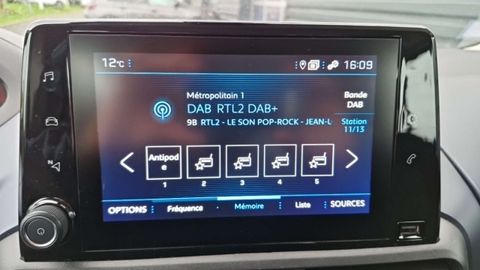 12°C 16:09
Métropolitain 1
Bande
DAB
DAB RTL2 DAB+
9B RTL2 - LE SON POP-ROCK - JEAN-L
Station
11/13
Antipod
e
1 2 3 4 5
OPTIONS Fréquence Mémoire Liste SOURCES
N